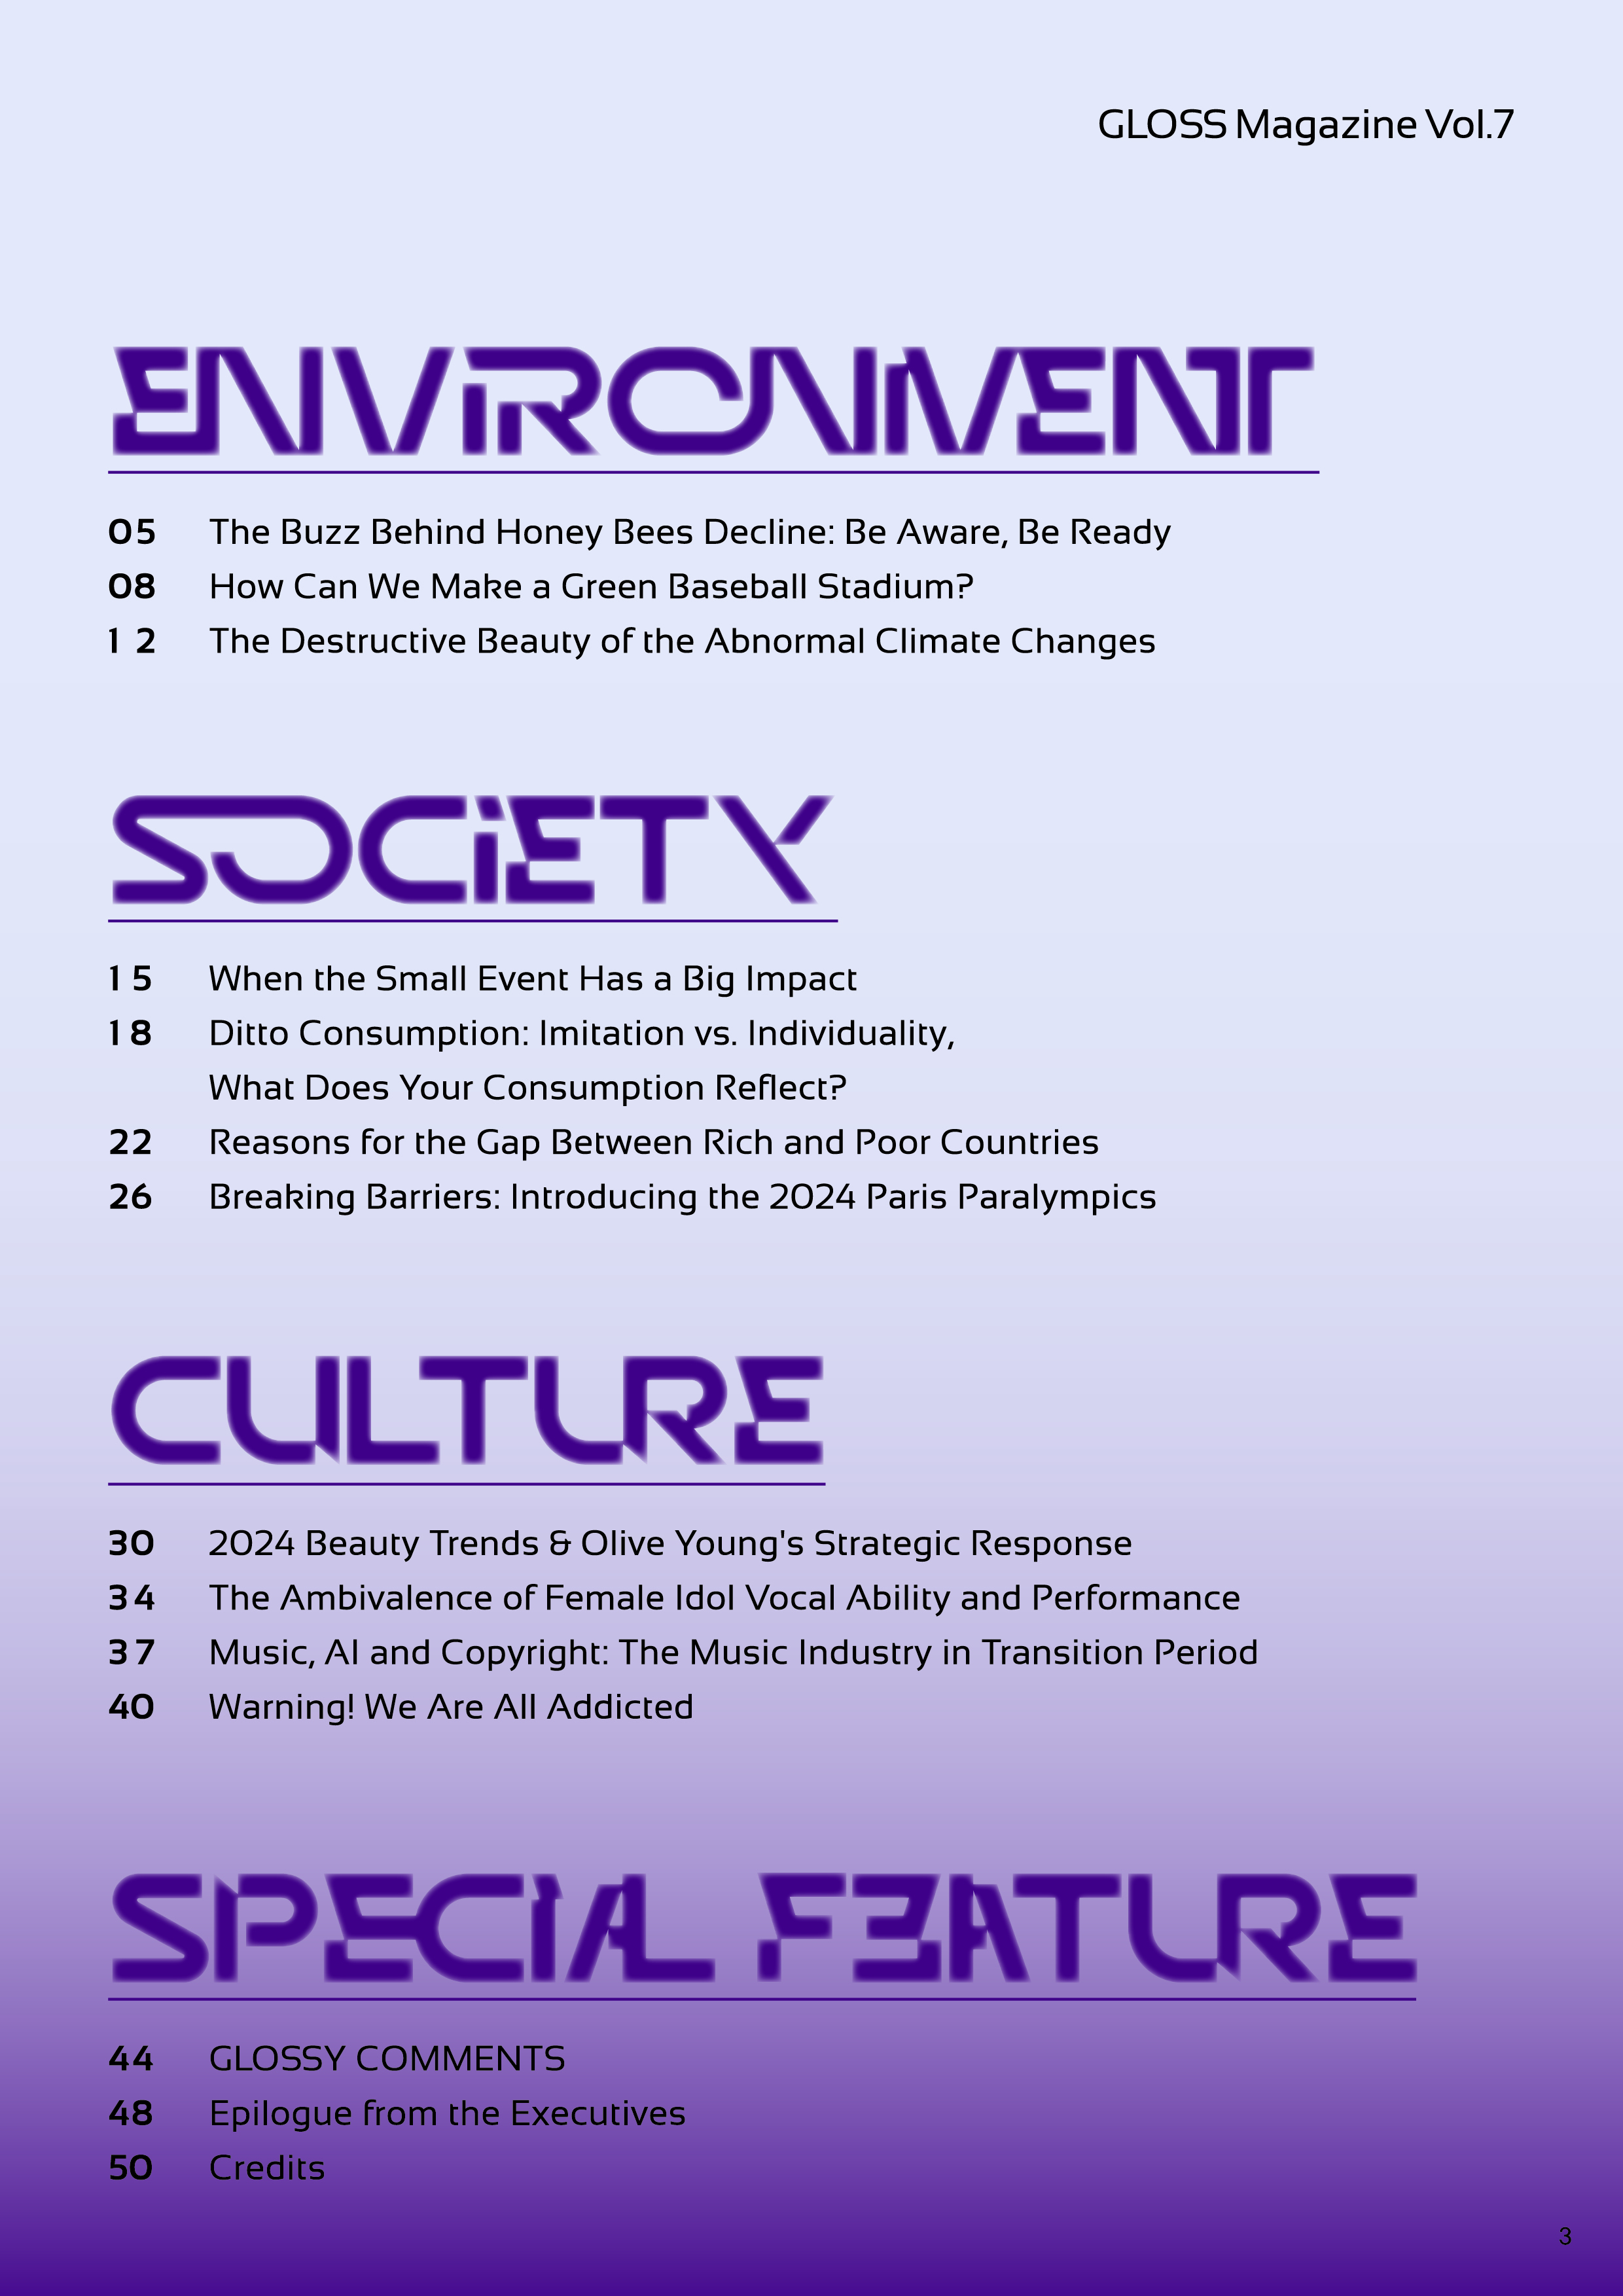 GLOSS Magazine Vol.7
ENVIRONMENT
05 The Buzz Behind Honey Bees Decline: Be Aware, Be Ready
08 How Can We Make a Green Baseball Stadium?
12 The Destructive Beauty of the Abnormal Climate Changes
SOCIETY
15 When the Small Event Has a Big Impact
18 Ditto Consumption: Imitation vs. Individuality,
What Does Your Consumption Reflect?
22 Reasons for the Gap Between Rich and Poor Countries
26 Breaking Barriers: Introducing the 2024 Paris Paralympics
CULTURE
30 2024 Beauty Trends & Olive Young's Strategic Response
34 The Ambivalence of Female Idol Vocal Ability and Performance
37 Music, AI and Copyright: The Music Industry in Transition Period
40 Warning! We Are All Addicted
SPECIAL FEATURE
44 GLOSSY COMMENTS
48 Epilogue from the Executives
50 Credits
3